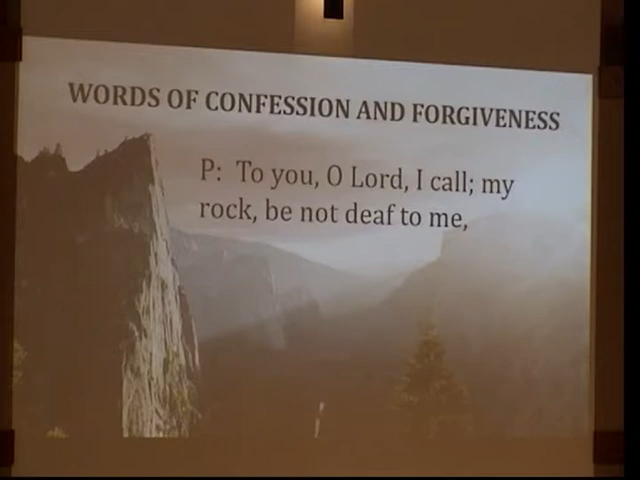 WORDS OF CONFESSION AND FORGIVENESS
P: To you, O Lord, I call; my
rock, be not deaf to me,